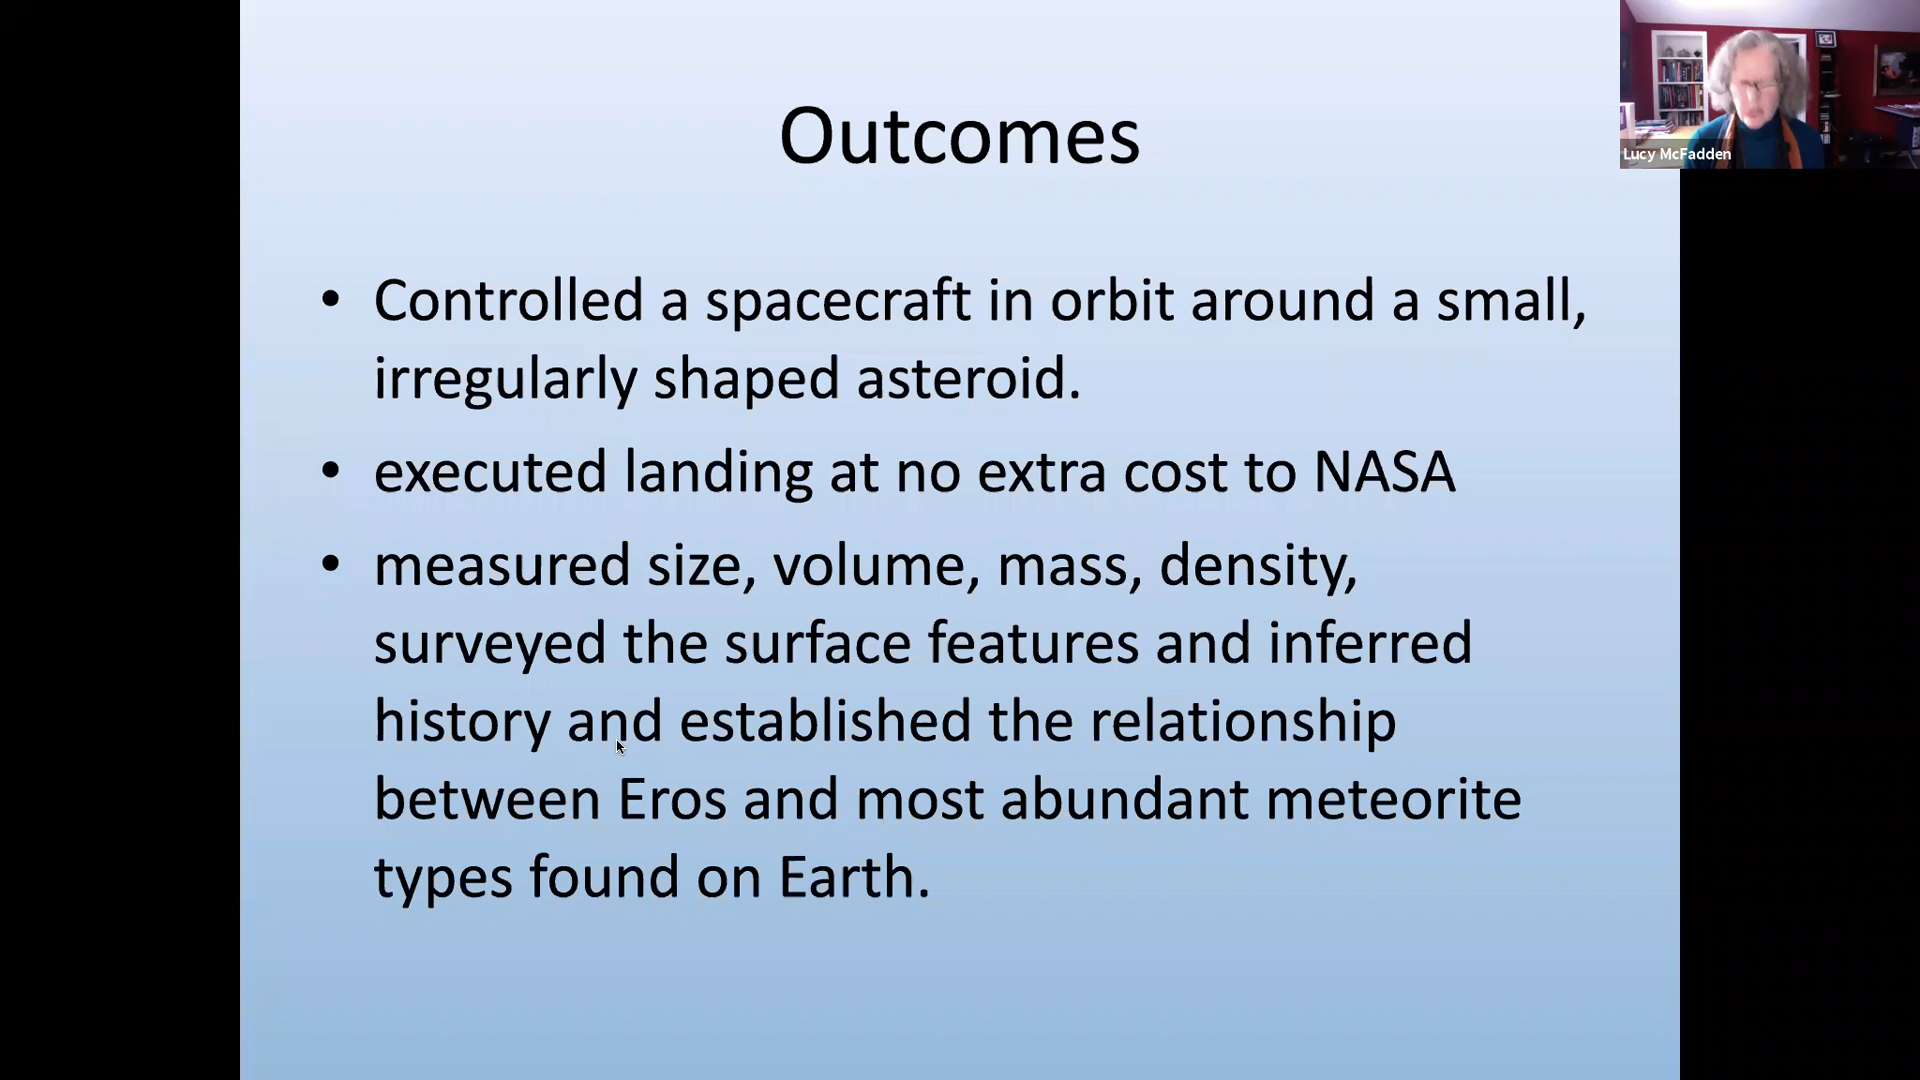 Outcomes
Lucy McFadden
• Controlled a spacecraft in orbit around a small,
irregularly shaped asteroid.
• executed landing at no extra cost to NASA
• measured size, volume, mass, density,
surveyed the surface features and inferred
history and established the relationship
between Eros and most abundant meteorite
types found on Earth.